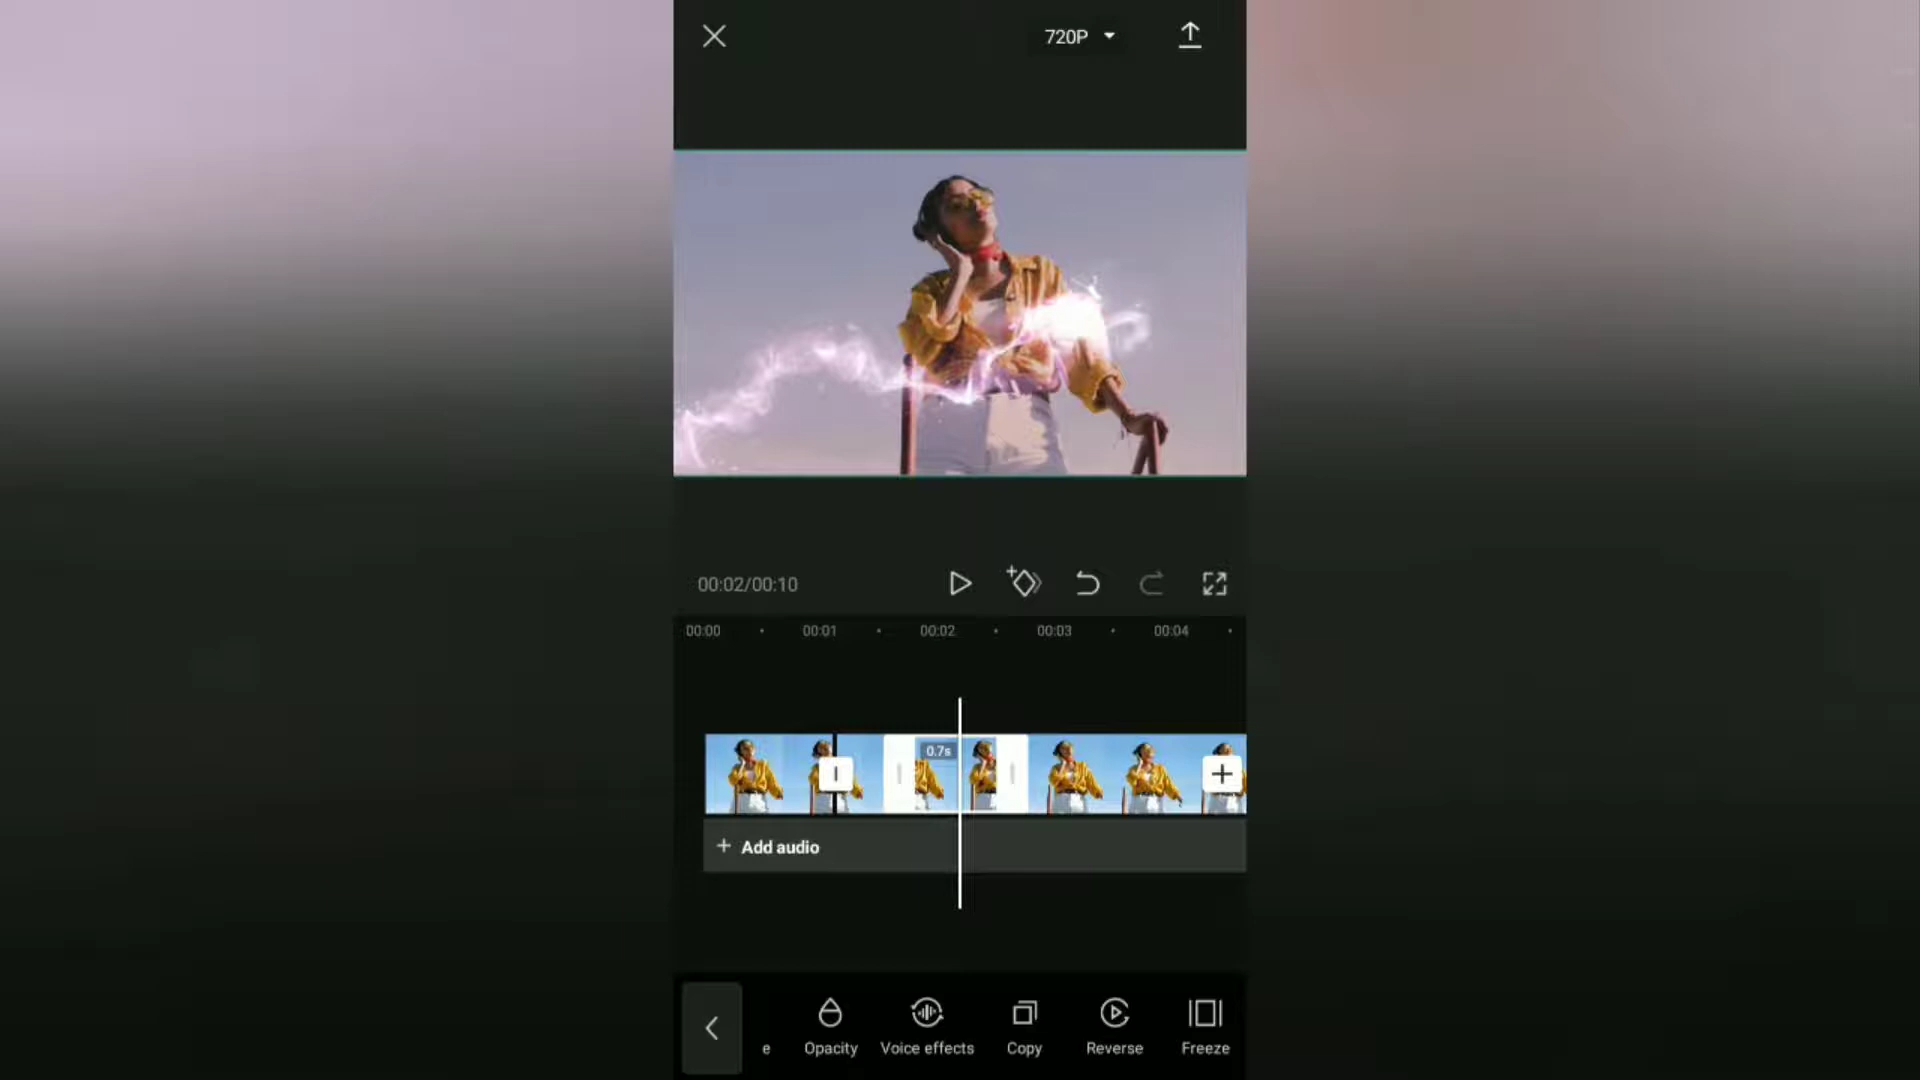 720P
00:02/00:10
00:00 00:01 00:02 00:03 00:04
0.7s
+ Add audio
e Opacity Voice effects Copy Reverse Freeze